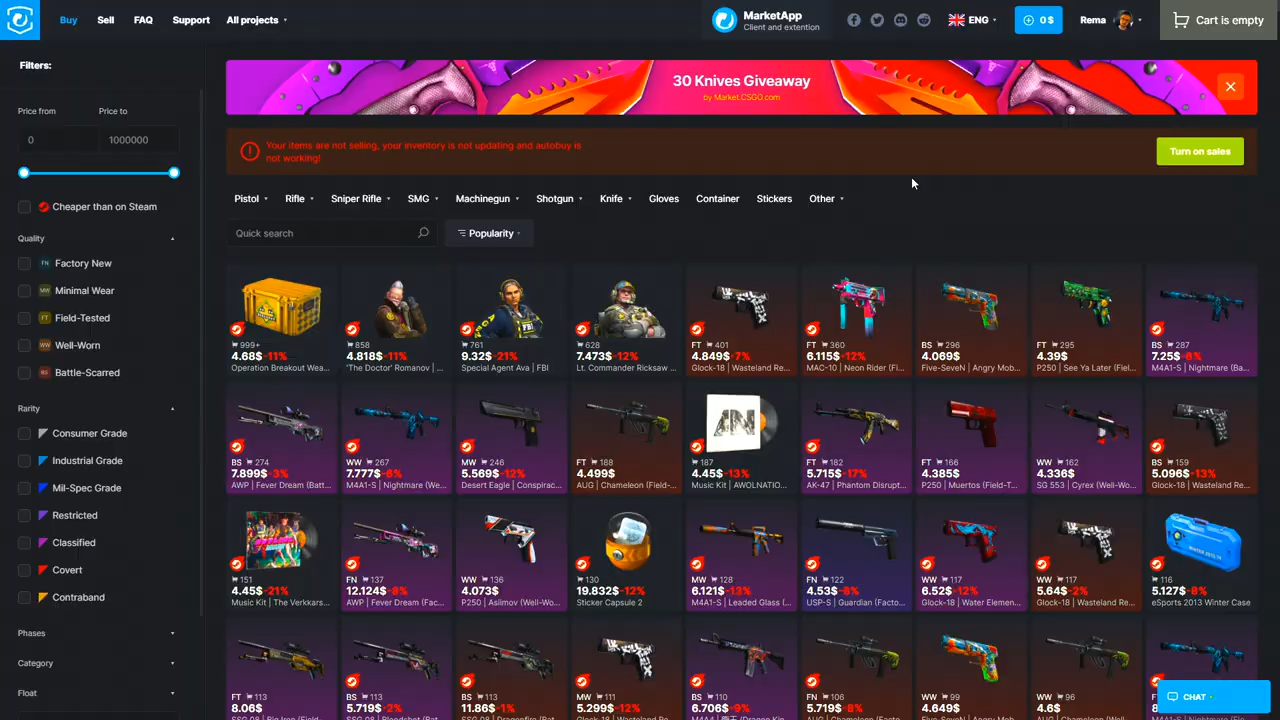 Buy Sell FAQ Support All projects
MarketApp
Client and extention
ENG
0 $
Rema
Cart is empty
Filters:
Price from Price to
0 1000000
Cheaper than on Steam
Quality
FN Factory New
MW Minimal Wear
FT Field-Tested
WW Well-Worn
BS Battle-Scarred
Rarity
Consumer Grade
Industrial Grade
Mil-Spec Grade
Restricted
Classified
Covert
Contraband
Phases
Category
Float
30 Knives Giveaway
by Market.CSGO.com
Your items are not selling, your inventory is not updating and autobuy is
not working!
Turn on sales
Pistol Rifle Sniper Rifle SMG Machinegun Shotgun Knife Gloves Container Stickers Other
Quick search
Popularity
999+ 858 761 628 FT 401 FT 360 BS 296 FT 295 BS 287
4.68$-11% 4.818$-11% 9.32$-21% 7.473$-12% 4.849$-7% 6.115$-12% 4.069$ 4.39$ 7.25$-6%
Operation Breakout Wea... 'The Doctor' Romanov | ... Special Agent Ava | FBI Lt. Commander Ricksaw ... Glock-18 | Wasteland Re... MAC-10 | Neon Rider (Fi... Five-SeveN | Angry Mob... P250 | See Ya Later (Fiel... M4A1-S | Nightmare (Ba...
BS 274 WW 267 MW 246 FT 188 187 FT 182 FT 166 WW 162 BS 159
7.899$-3% 7.777$-6% 5.569$-12% 4.499$ 4.45$-13% 5.715$-17% 4.385$ 4.336$ 5.096$-13%
AWP | Fever Dream (Batt... M4A1-S | Nightmare (We... Desert Eagle | Conspirac... AUG | Chameleon (Field-... Music Kit | AWOLNATIO... AK-47 | Phantom Disrupt... P250 | Muertos (Field-T... SG 553 | Cyrex (Well-Wo... Glock-18 | Wasteland Re...
151 FN 137 WW 136 130 MW 128 FN 122 WW 117 WW 117 116
4.45$-21% 12.124$-8% 4.073$ 19.832$-12% 6.121$-13% 4.53$-6% 6.52$-12% 5.64$-2% 5.127$-8%
Music Kit | The Verkkars... AWP | Fever Dream (Fac... P250 | Asiimov (Well-Wo... Sticker Capsule 2 M4A1-S | Leaded Glass (... USP-S | Guardian (Facto... Glock-18 | Water Elemen... Glock-18 | Wasteland Re... eSports 2013 Winter Case
FT 113 BS 113 BS 113 MW 111 BS 110 FN 106 WW 99 WW 96
8.06$ 5.719$-2% 11.86$-1% 5.299$-12% 6.706$-9% 5.719$-8% 4.649$ 4.6$
CHAT